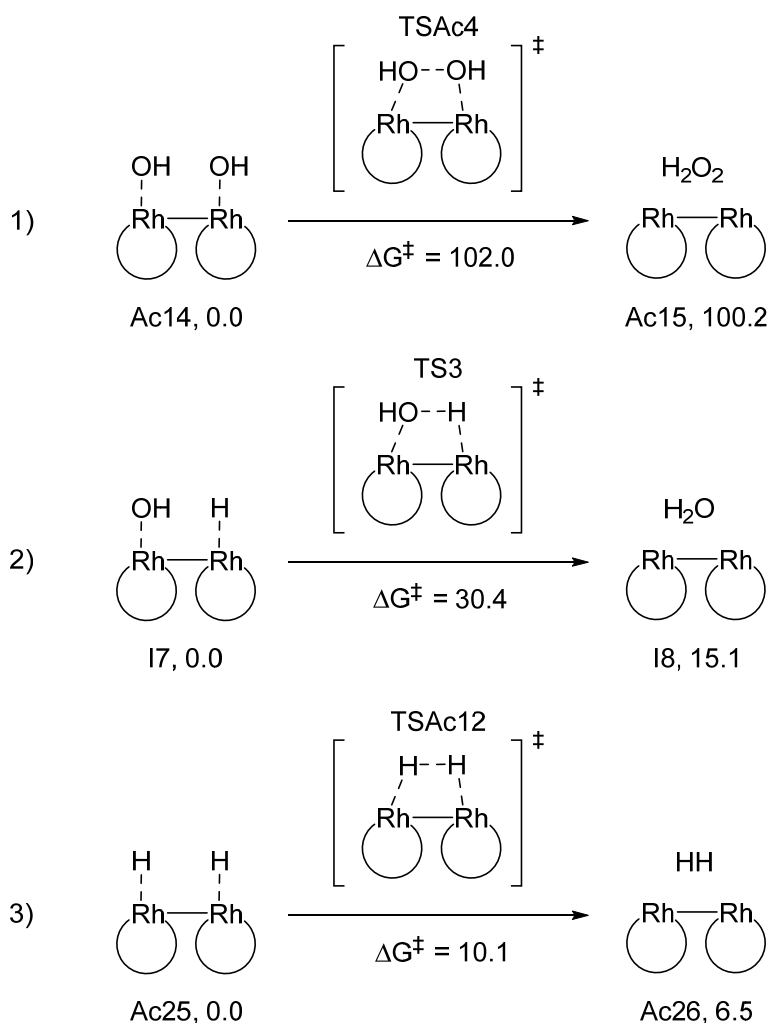 TSAc4
‡
HO--OH
Rh Rh
OH OH
H₂O₂
1) Rh Rh
Rh Rh
ΔG‡ = 102.0
Ac14, 0.0
Ac15, 100.2
TS3
‡
HO--H
Rh Rh
OH H
H₂O
2) Rh Rh
Rh Rh
ΔG‡ = 30.4
I7, 0.0
I8, 15.1
TSAc12
‡
H--H
Rh Rh
H H
HH
3) Rh Rh
Rh Rh
ΔG‡ = 10.1
Ac25, 0.0
Ac26, 6.5